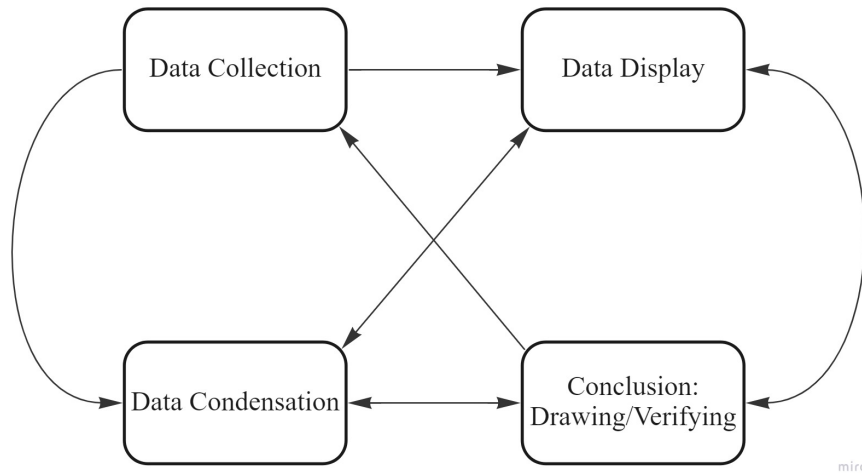 Data Collection
Data Display
Data Condensation
Conclusion:
Drawing/Verifying